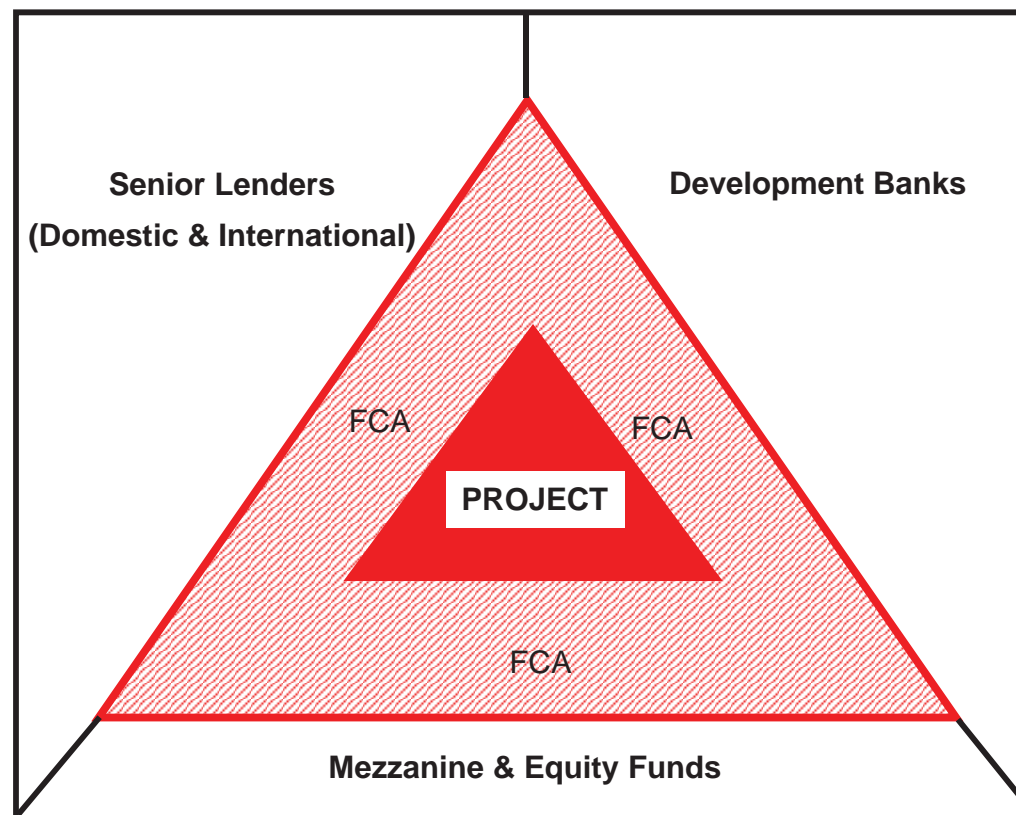 Senior Lenders
(Domestic & International)
Development Banks
FCA
FCA
PROJECT
FCA
Mezzanine & Equity Funds